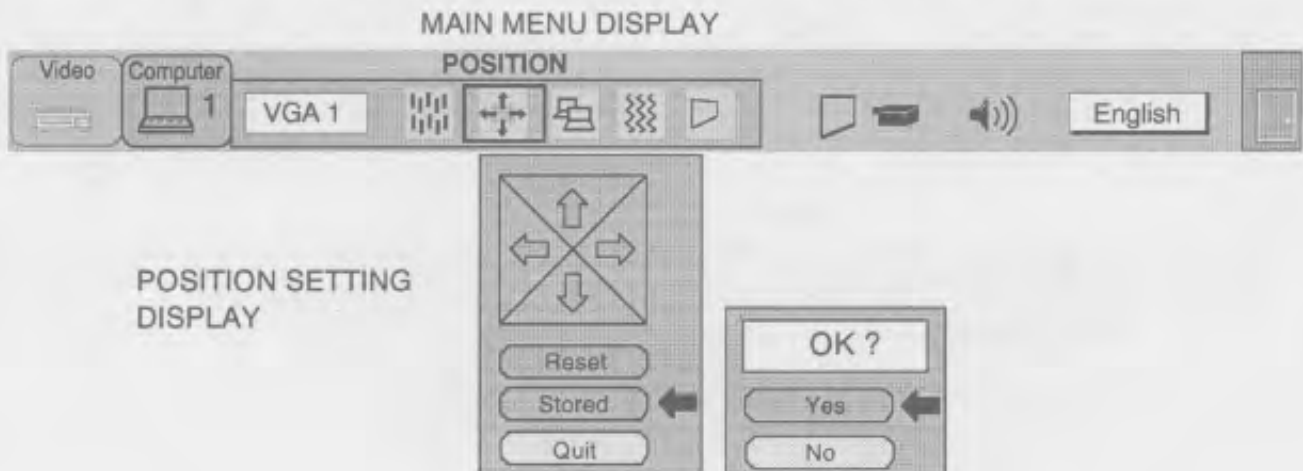 MAIN MENU DISPLAY
POSITION
Video
Computer
1
VGA 1
English
POSITION SETTING
DISPLAY
Reset
Stored
Quit
OK ?
Yes
No